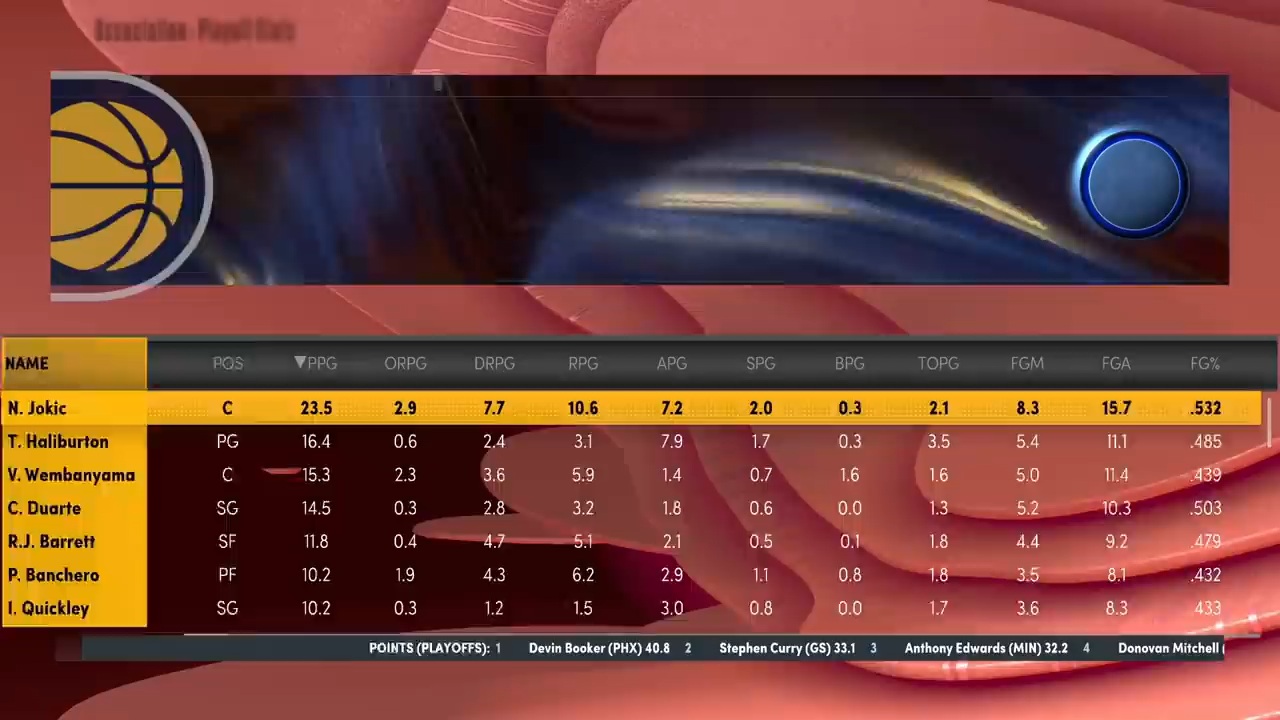 Association - Playoff Stats
NAME POS ▼PPG ORPG DRPG RPG APG SPG BPG TOPG FGM FGA FG%
N. Jokic C 23.5 2.9 7.7 10.6 7.2 2.0 0.3 2.1 8.3 15.7 .532
T. Haliburton PG 16.4 0.6 2.4 3.1 7.9 1.7 0.3 3.5 5.4 11.1 .485
V. Wembanyama C 15.3 2.3 3.6 5.9 1.4 0.7 1.6 1.6 5.0 11.4 .439
C. Duarte SG 14.5 0.3 2.8 3.2 1.8 0.6 0.0 1.3 5.2 10.3 .503
R.J. Barrett SF 11.8 0.4 4.7 5.1 2.1 0.5 0.1 1.8 4.4 9.2 .479
P. Banchero PF 10.2 1.9 4.3 6.2 2.9 1.1 0.8 1.8 3.5 8.1 .432
I. Quickley SG 10.2 0.3 1.2 1.5 3.0 0.8 0.0 1.7 3.6 8.3 .433
POINTS (PLAYOFFS): 1 Devin Booker (PHX) 40.8 2 Stephen Curry (GS) 33.1 3 Anthony Edwards (MIN) 32.2 4 Donovan Mitchell (